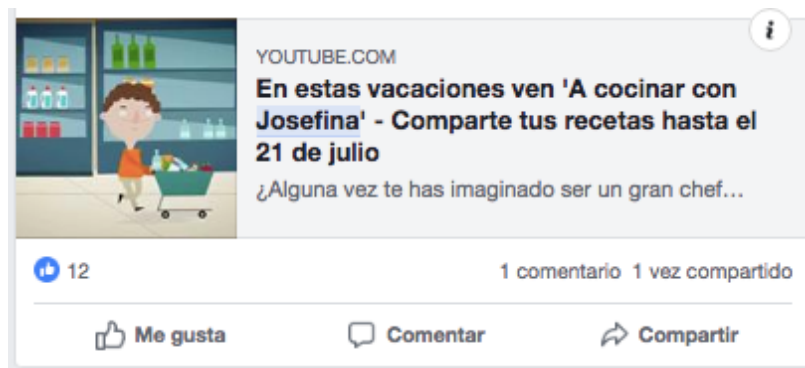 YOUTUBE.COM
En estas vacaciones ven 'A cocinar con
Josefina' - Comparte tus recetas hasta el
21 de julio
¿Alguna vez te has imaginado ser un gran chef...
12
1 comentario 1 vez compartido
Me gusta
Comentar
Compartir